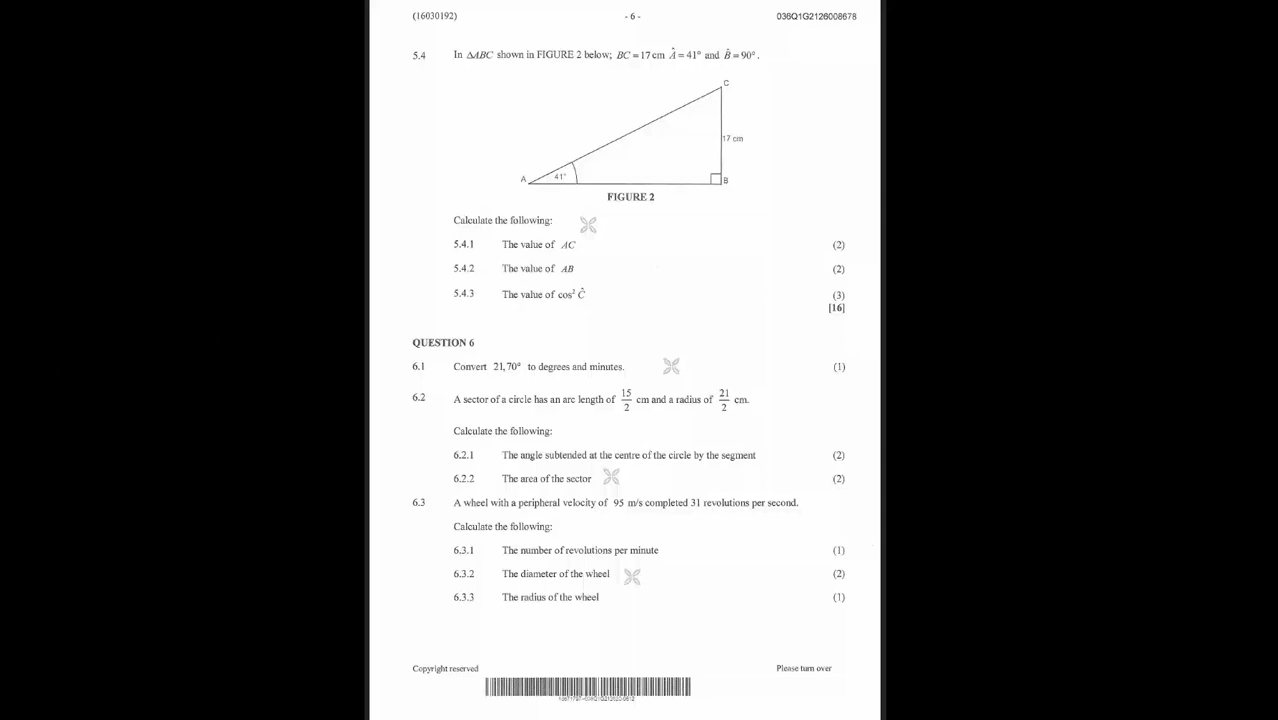 (16030192) - 6 - 036Q1G2126008678
5.4 In △ABC shown in FIGURE 2 below; BC = 17 cm Â = 41° and B̂ = 90°.
C
17 cm
A 41° B
FIGURE 2
Calculate the following:
5.4.1 The value of AC (2)
5.4.2 The value of AB (2)
5.4.3 The value of cos² Ĉ (3)
[16]
QUESTION 6
6.1 Convert 21,70° to degrees and minutes. (1)
6.2 A sector of a circle has an arc length of 15/2 cm and a radius of 21/2 cm.
Calculate the following:
6.2.1 The angle subtended at the centre of the circle by the segment (2)
6.2.2 The area of the sector (2)
6.3 A wheel with a peripheral velocity of 95 m/s completed 31 revolutions per second.
Calculate the following:
6.3.1 The number of revolutions per minute (1)
6.3.2 The diameter of the wheel (2)
6.3.3 The radius of the wheel (1)
Copyright reserved Please turn over